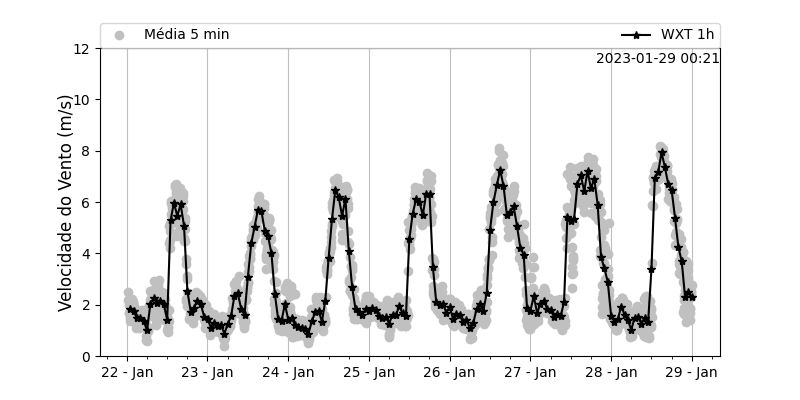 Média 5 min
WXT 1h
2023-01-29 00:21
Velocidade do Vento (m/s)
12
10
8
6
4
2
0
22 - Jan 23 - Jan 24 - Jan 25 - Jan 26 - Jan 27 - Jan 28 - Jan 29 - Jan